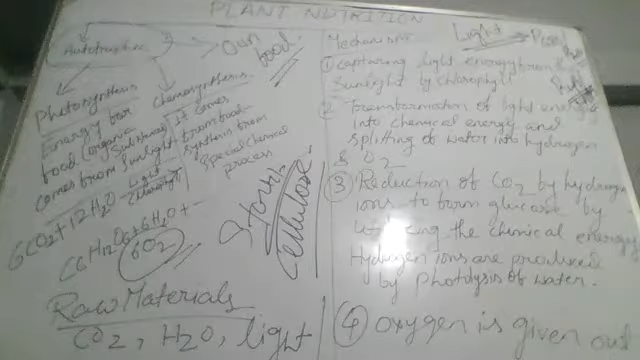 PLANT NUTRITION
Autotrophic
Own
food
Photosynthesis
Energy for
food (organic
Substance)
comes from sunlight
Chemosynthesis
It comes
from food
synthesis from
Special chemical
process
6CO2 + 12H2O Light
Chlorophyll
C6H12O6 + 6H2O +
6O2
Starch
Cellulose
Raw Materials
CO2, H2O, light
Mechanism
Light
① capturing light energy from
Sunlight by chlorophyll
② Transformation of light energy
into chemical energy and
splitting of water into hydrogen
& O2
③ Reduction of CO2 by hydrogen
ions to form glucose by
utilizing the chemical energy
Hydrogen ions are produced
by photolysis of water.
④ oxygen is given out